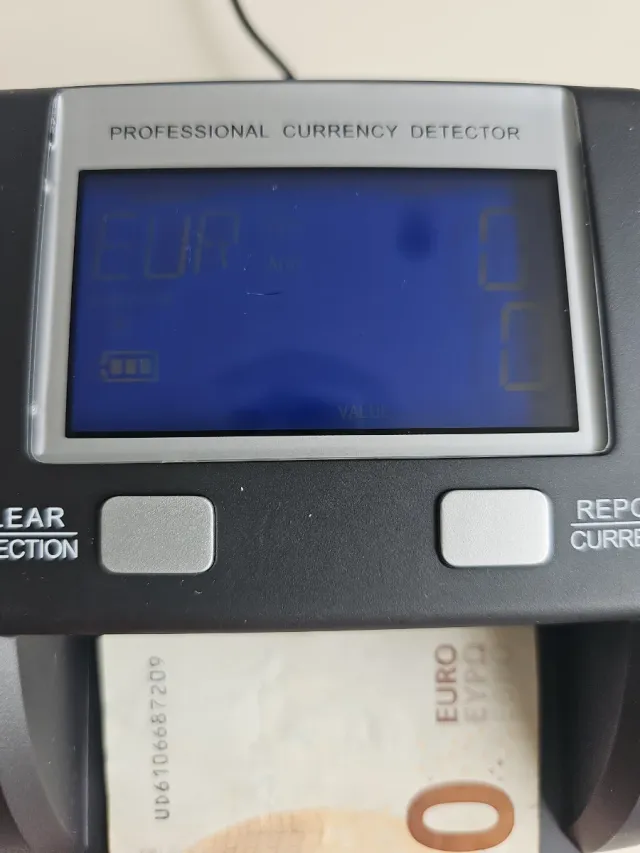 PROFESSIONAL CURRENCY DETECTOR
EUR
0
0
VALUE
LEAR
ECTION
REPO
CURRE
UD6106687209
EURO
ΕΥΡΩ
0